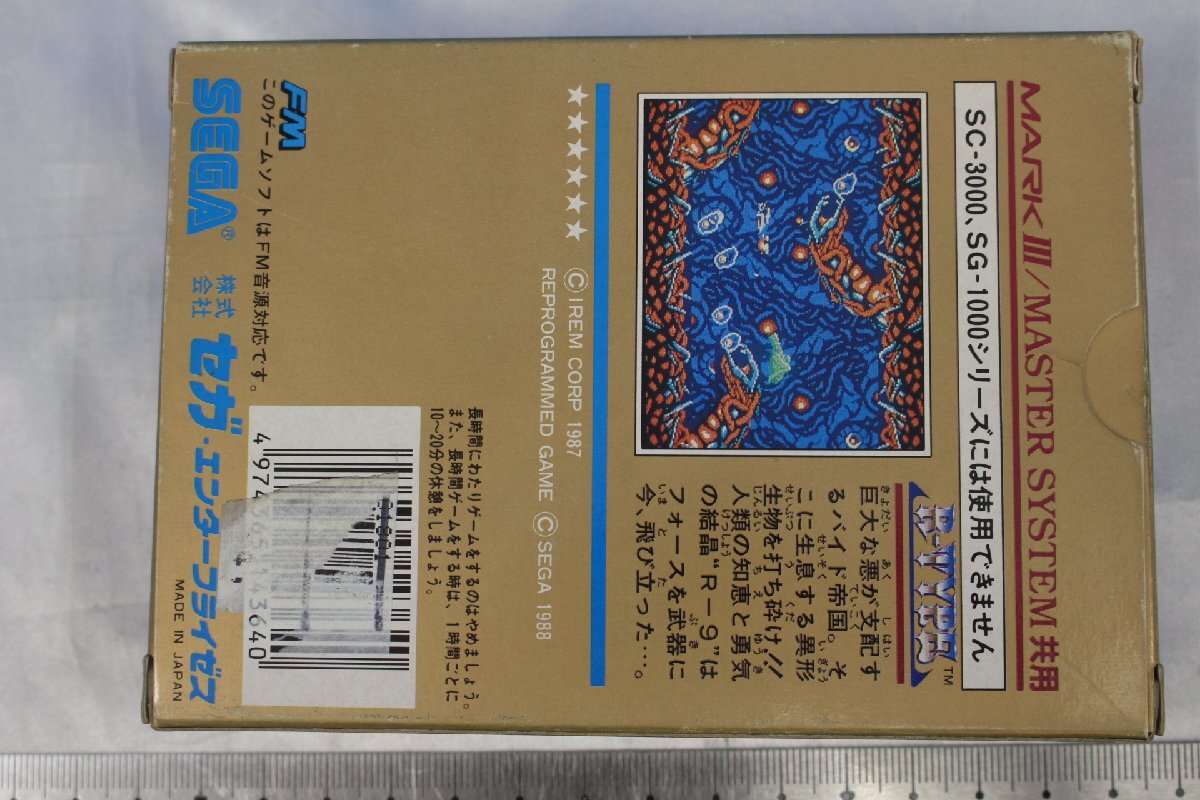 MARK III/MASTER SYSTEM 共用
SC-3000、SG-1000シリーズには使用できません
R-TYPE™
巨大な悪が支配す
るバイド帝国。そ
こに生息する異形
生物を打ち砕け!!
人類の知恵と勇気
の結晶“R-9”は
フォースを武器に
今、飛び立った…。
★★★★★★
© IREM CORP 1987
REPROGRAMMED GAME © SEGA 1988
長時間にわたりゲームをするのはやめましょう。
また、長時間ゲームをする時は、1時間ごとに
10〜20分の休憩をしましょう。
FM
このゲームソフトはFM音源対応です。
SEGA®
株式会社 セガ・エンタープライゼス
MADE IN JAPAN